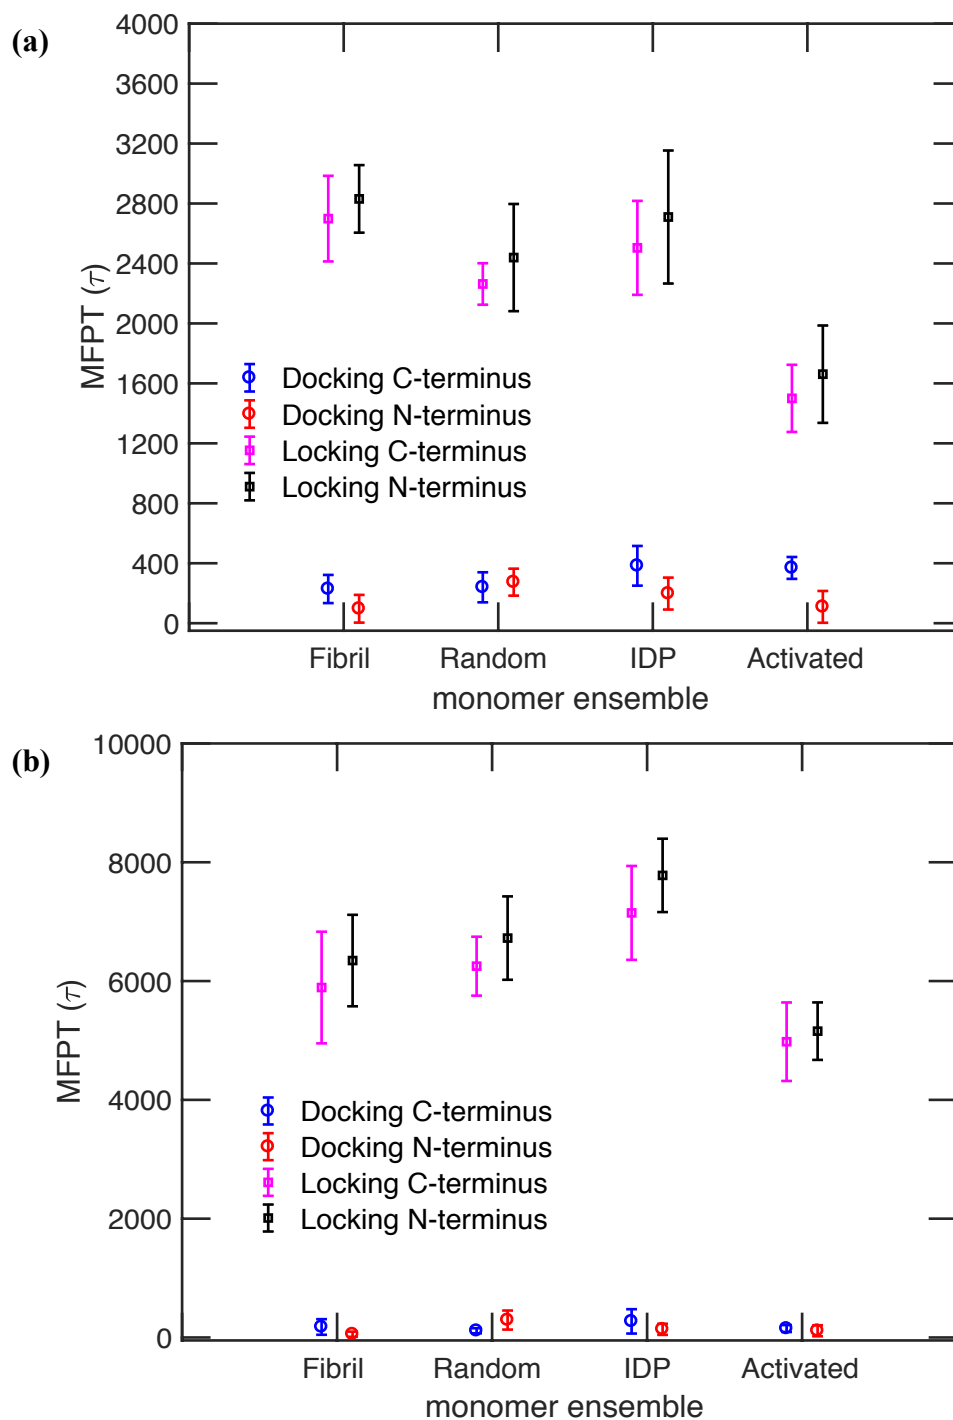 (a)
4000
3600
3200
2800
2400
2000
1600
1200
800
400
0
MFPT (τ)
Docking C-terminus
Docking N-terminus
Locking C-terminus
Locking N-terminus
Fibril Random IDP Activated
monomer ensemble
(b)
10000
8000
6000
4000
2000
0
MFPT (τ)
Docking C-terminus
Docking N-terminus
Locking C-terminus
Locking N-terminus
Fibril Random IDP Activated
monomer ensemble